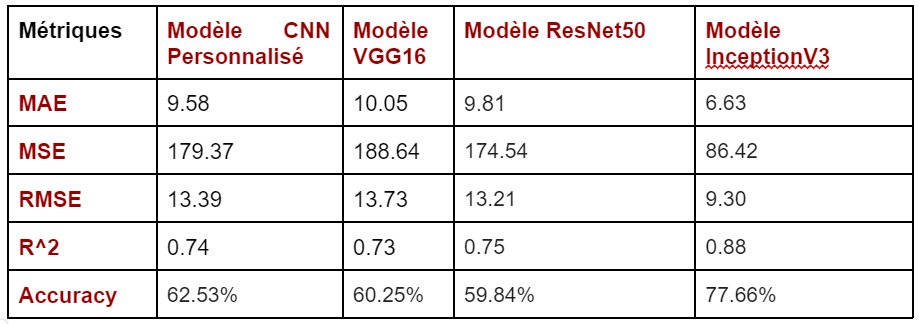 Métriques Modèle CNN Personnalisé Modèle VGG16 Modèle ResNet50 Modèle InceptionV3
MAE 9.58 10.05 9.81 6.63
MSE 179.37 188.64 174.54 86.42
RMSE 13.39 13.73 13.21 9.30
R^2 0.74 0.73 0.75 0.88
Accuracy 62.53% 60.25% 59.84% 77.66%